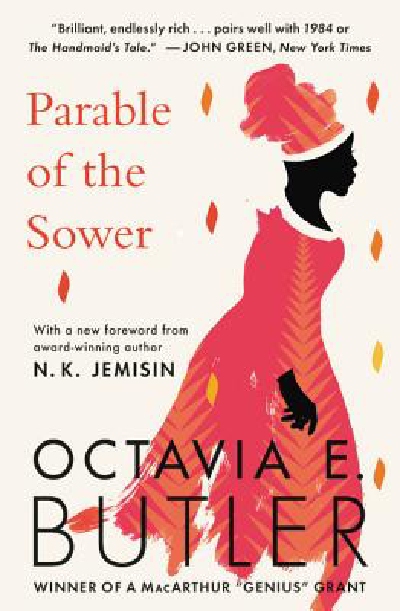 "Brilliant, endlessly rich . . . pairs well with 1984 or
The Handmaid's Tale." —JOHN GREEN, New York Times
Parable
of the
Sower
With a new foreword from
award-winning author
N. K. JEMISIN
OCTAVIA E.
BUTLER
WINNER OF A MacARTHUR "GENIUS" GRANT